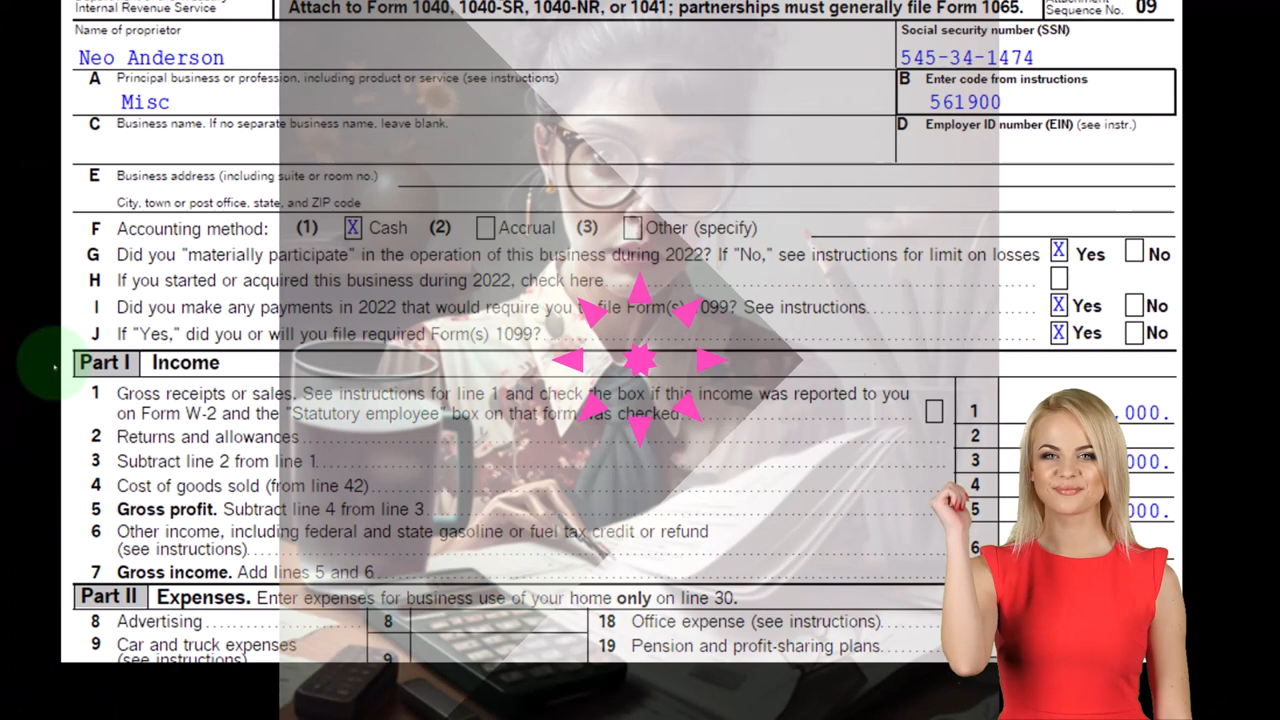 Internal Revenue Service
Attach to Form 1040, 1040-SR, 1040-NR, or 1041; partnerships must generally file Form 1065.
Sequence No. 09
Name of proprietor
Social security number (SSN)
Neo Anderson
545-34-1474
A Principal business or profession, including product or service (see instructions)
B Enter code from instructions
Misc
561900
C Business name. If no separate business name, leave blank.
D Employer ID number (EIN) (see instr.)
E Business address (including suite or room no.)
City, town or post office, state, and ZIP code
F Accounting method: (1) X Cash (2) Accrual (3) Other (specify)
G Did you "materially participate" in the operation of this business during 2022? If "No," see instructions for limit on losses X Yes No
H If you started or acquired this business during 2022, check here
I Did you make any payments in 2022 that would require you to file Form(s) 1099? See instructions X Yes No
J If "Yes," did you or will you file required Form(s) 1099? X Yes No
Part I Income
1 Gross receipts or sales. See instructions for line 1 and check the box if this income was reported to you
on Form W-2 and the "Statutory employee" box on that form was checked 1 ,000.
2 Returns and allowances 2
3 Subtract line 2 from line 1 3 000.
4 Cost of goods sold (from line 42) 4
5 Gross profit. Subtract line 4 from line 3 5 000.
6 Other income, including federal and state gasoline or fuel tax credit or refund
(see instructions) 6
7 Gross income. Add lines 5 and 6
Part II Expenses. Enter expenses for business use of your home only on line 30.
8 Advertising 8
18 Office expense (see instructions)
9 Car and truck expenses
(see instructions) 9
19 Pension and profit-sharing plans